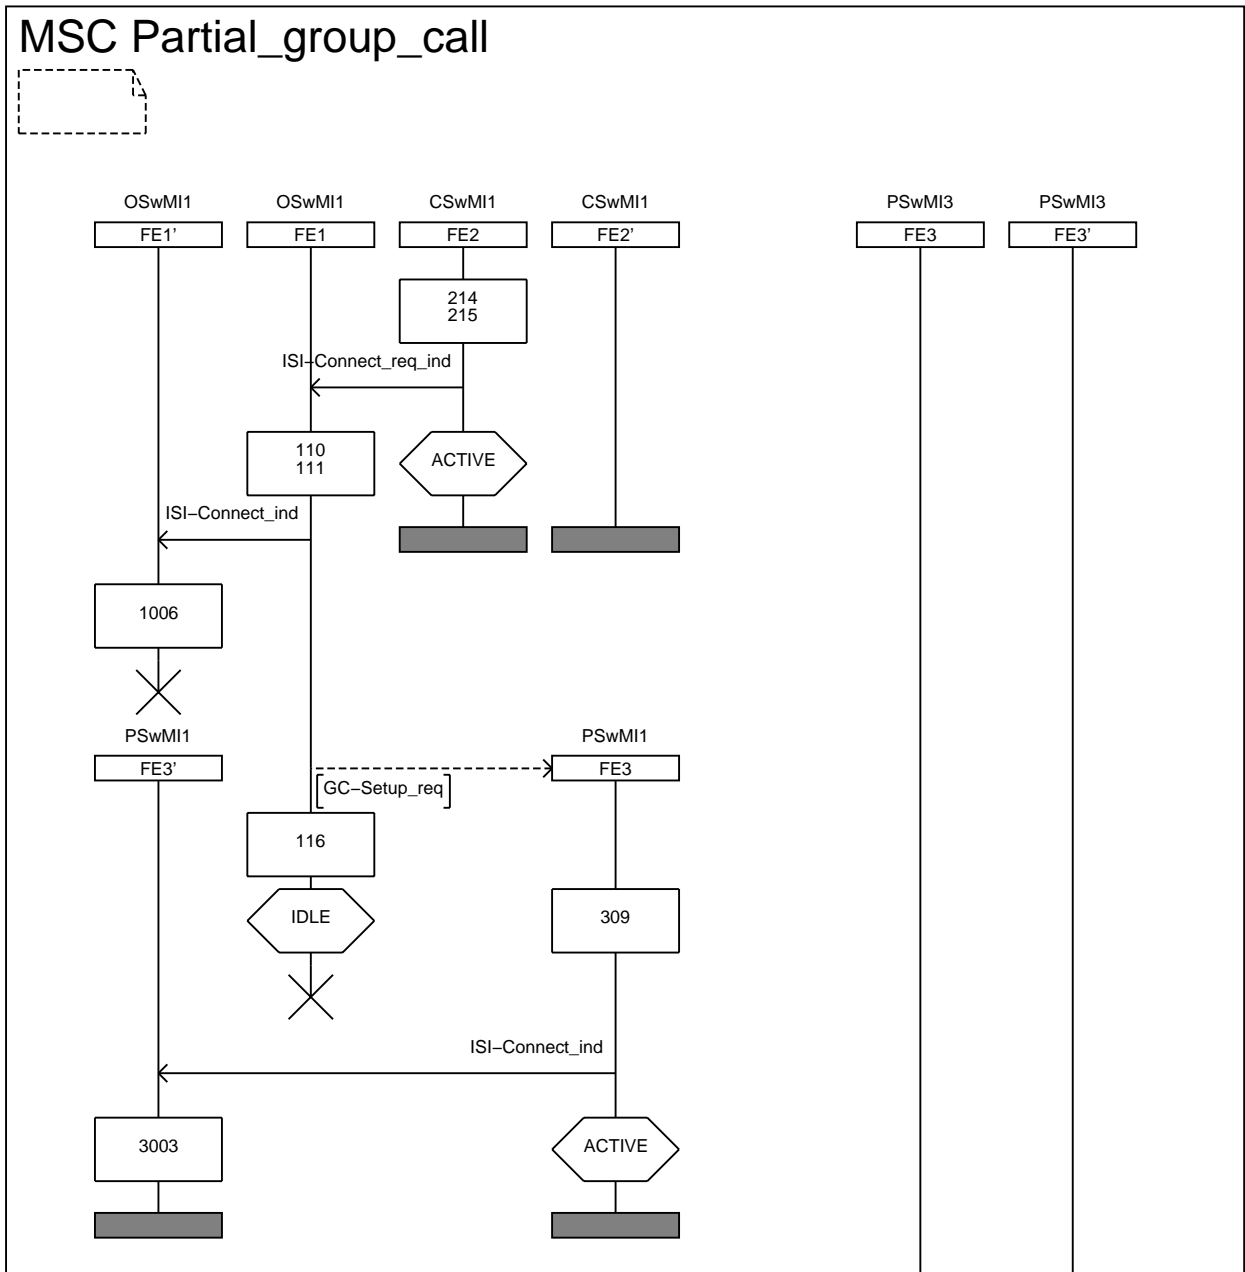 MSC Partial_group_call
OSwMI1 OSwMI1 CSwMI1 CSwMI1 PSwMI3 PSwMI3
FE1' FE1 FE2 FE2' FE3 FE3'
214
215
ISI–Connect_req_ind
110
111
ACTIVE
ISI–Connect_ind
1006
PSwMI1 PSwMI1
FE3' FE3
GC–Setup_req
116
IDLE
309
ISI–Connect_ind
3003
ACTIVE